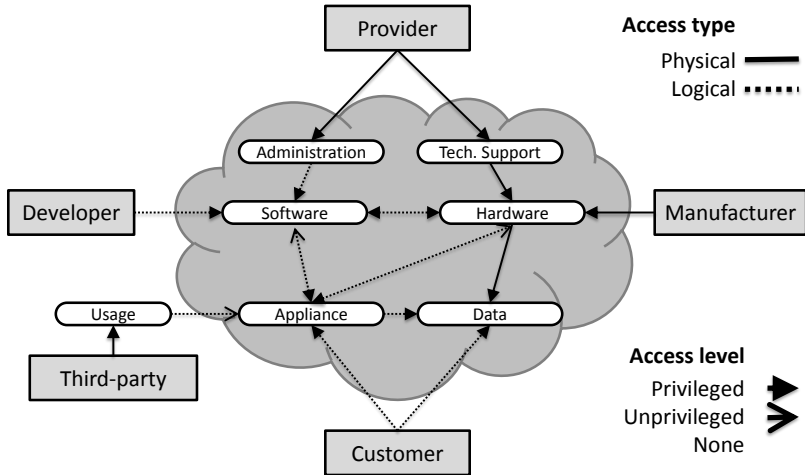 Provider
Access type
Physical
Logical
Administration
Tech. Support
Developer
Software
Hardware
Manufacturer
Usage
Appliance
Data
Third-party
Access level
Privileged
Unprivileged
None
Customer